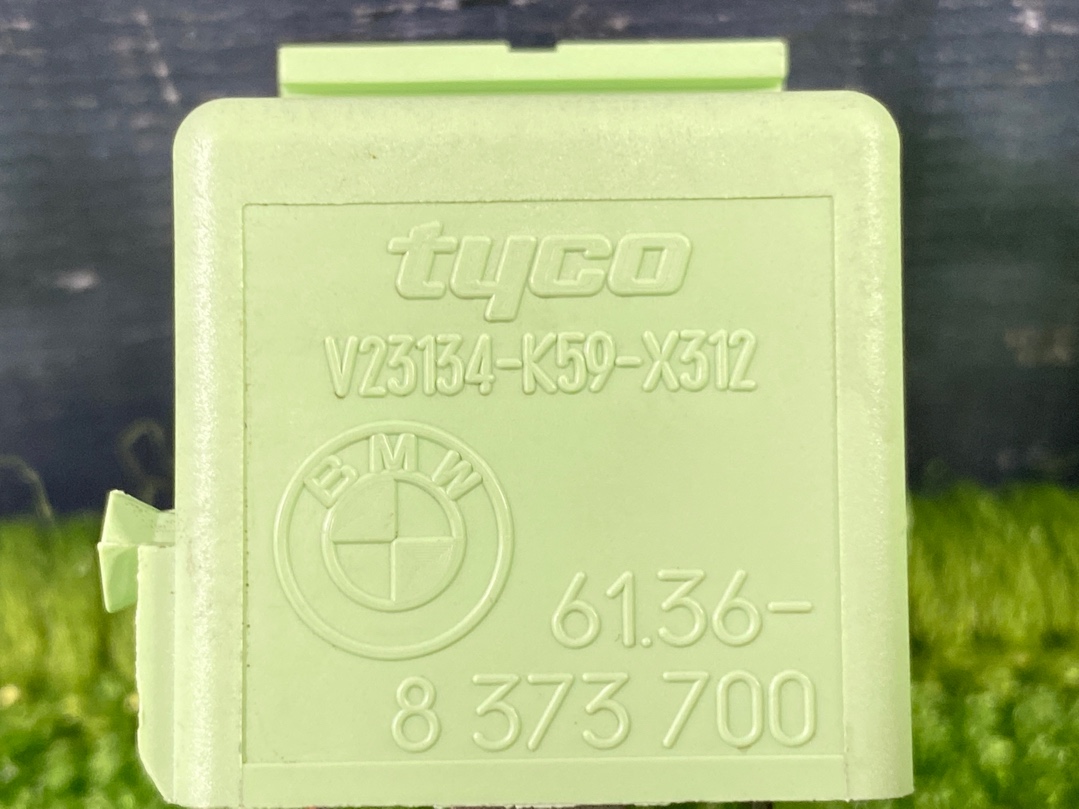 tyco
V23134-K59-X312
BMW
61.36-
8 373 700